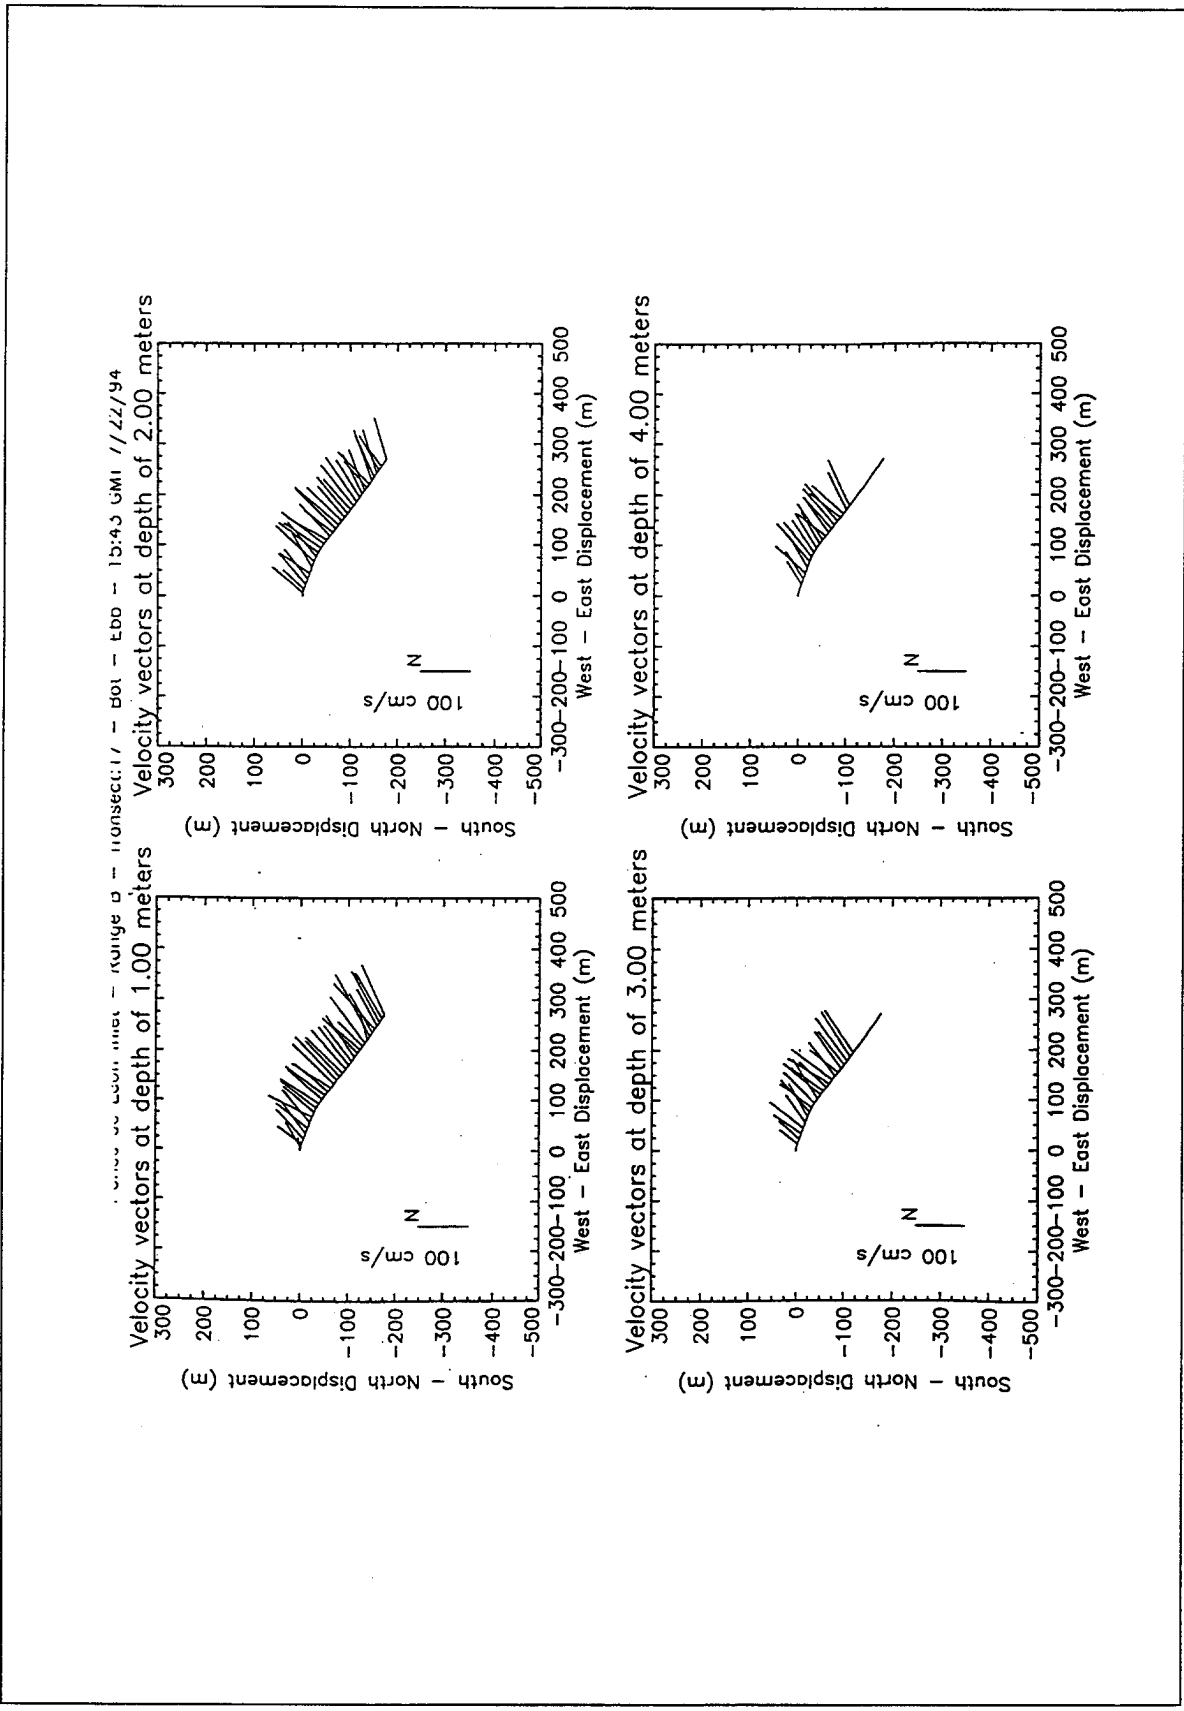 Range B – Transect:17 – Bot – Ebb – 15:43 GMT 7/22/94
Velocity vectors at depth of 1.00 meters
300
200
100
0
-100
-200
-300
-400
-500
South – North Displacement (m)
100 cm/s
N
-300-200-100 0 100 200 300 400 500
West – East Displacement (m)
Velocity vectors at depth of 2.00 meters
300
200
100
0
-100
-200
-300
-400
-500
South – North Displacement (m)
100 cm/s
N
-300-200-100 0 100 200 300 400 500
West – East Displacement (m)
Velocity vectors at depth of 3.00 meters
300
200
100
0
-100
-200
-300
-400
-500
South – North Displacement (m)
100 cm/s
N
-300-200-100 0 100 200 300 400 500
West – East Displacement (m)
Velocity vectors at depth of 4.00 meters
300
200
100
0
-100
-200
-300
-400
-500
South – North Displacement (m)
100 cm/s
N
-300-200-100 0 100 200 300 400 500
West – East Displacement (m)